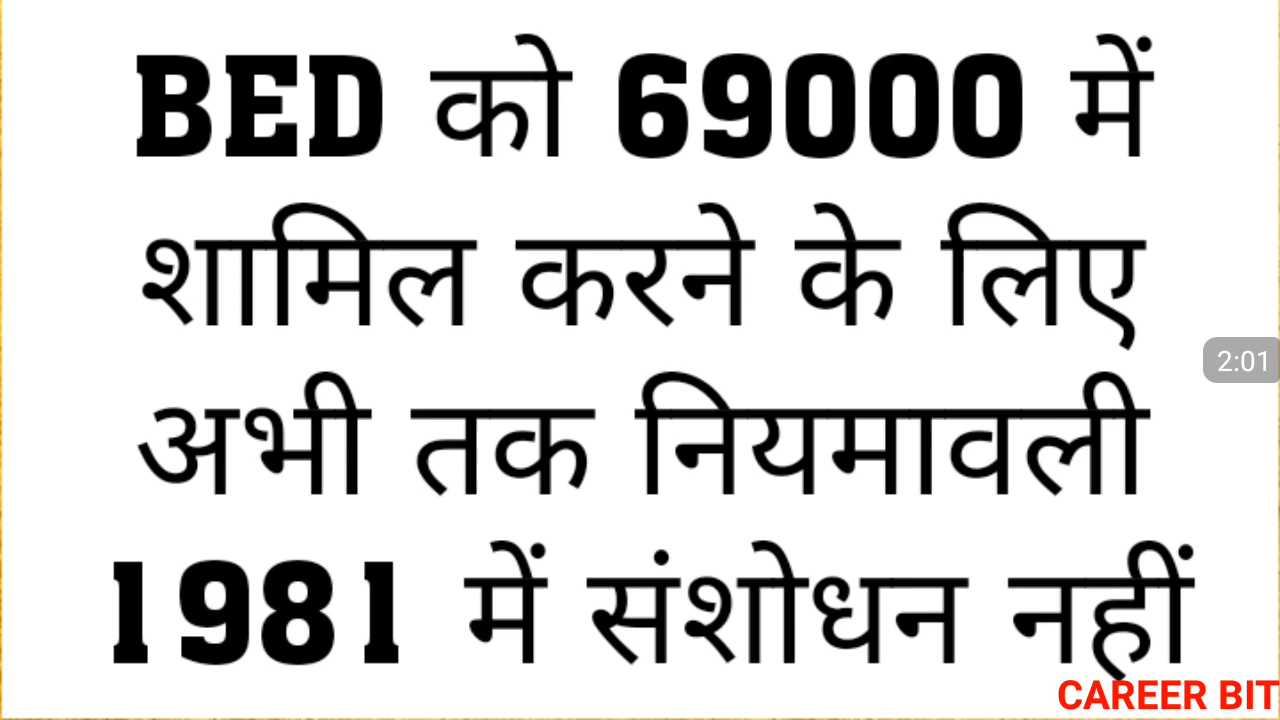 BED को 69000 में
शामिल करने के लिए
अभी तक नियमावली
1981 में संशोधन नहीं
2:01
CAREER BIT